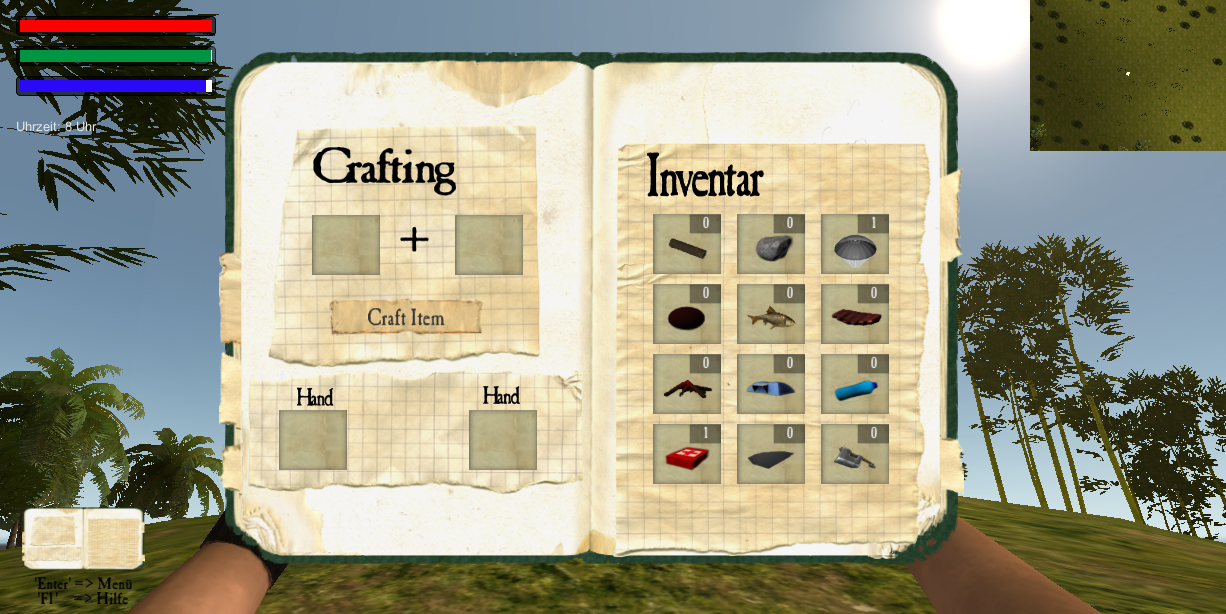 Uhrzeit: 8 Uhr
Crafting
+
Craft Item
Hand
Hand
Inventar
0 0 1
0 0 0
0 0 0
1 0 0
'Enter' => Menü
'F1' => Hilfe